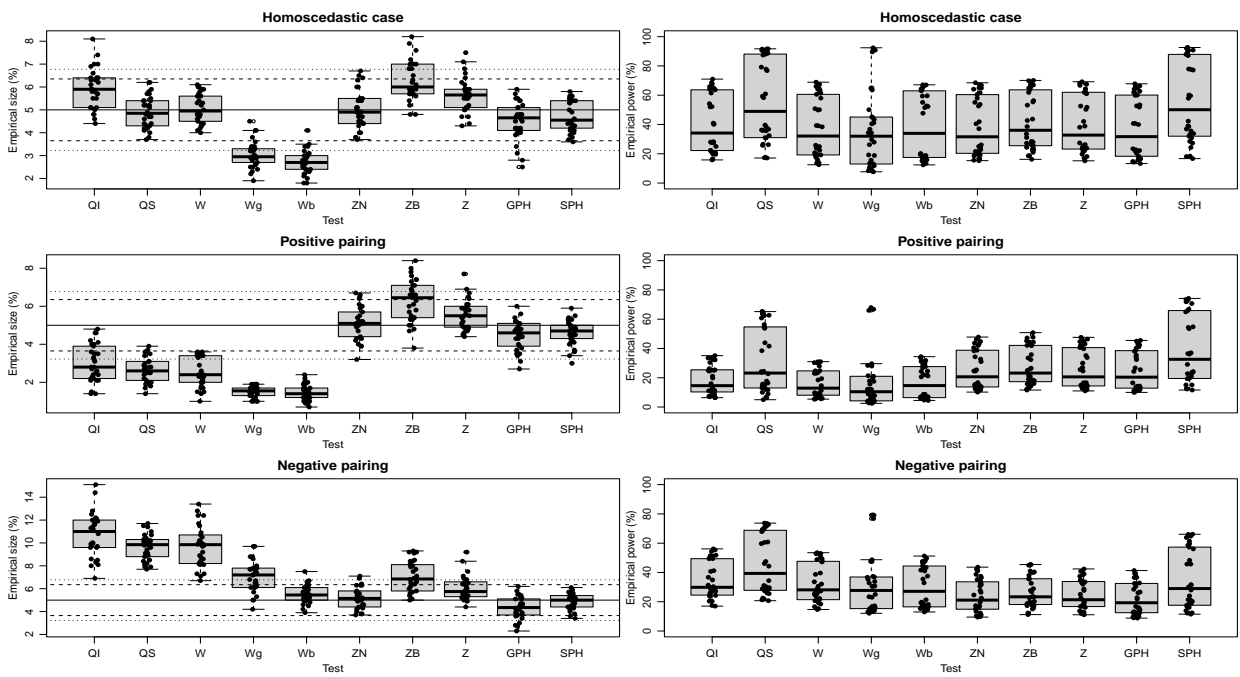 Homoscedastic case
Empirical size (%)
2 3 4 5 6 7 8
QI QS W Wg Wb ZN ZB Z GPH SPH
Test
Homoscedastic case
Empirical power (%)
0 20 40 60 80 100
QI QS W Wg Wb ZN ZB Z GPH SPH
Test
Positive pairing
Empirical size (%)
2 4 6 8
QI QS W Wg Wb ZN ZB Z GPH SPH
Test
Positive pairing
Empirical power (%)
0 20 40 60 80 100
QI QS W Wg Wb ZN ZB Z GPH SPH
Test
Negative pairing
Empirical size (%)
2 4 6 8 10 12 14
QI QS W Wg Wb ZN ZB Z GPH SPH
Test
Negative pairing
Empirical power (%)
0 20 40 60 80 100
QI QS W Wg Wb ZN ZB Z GPH SPH
Test